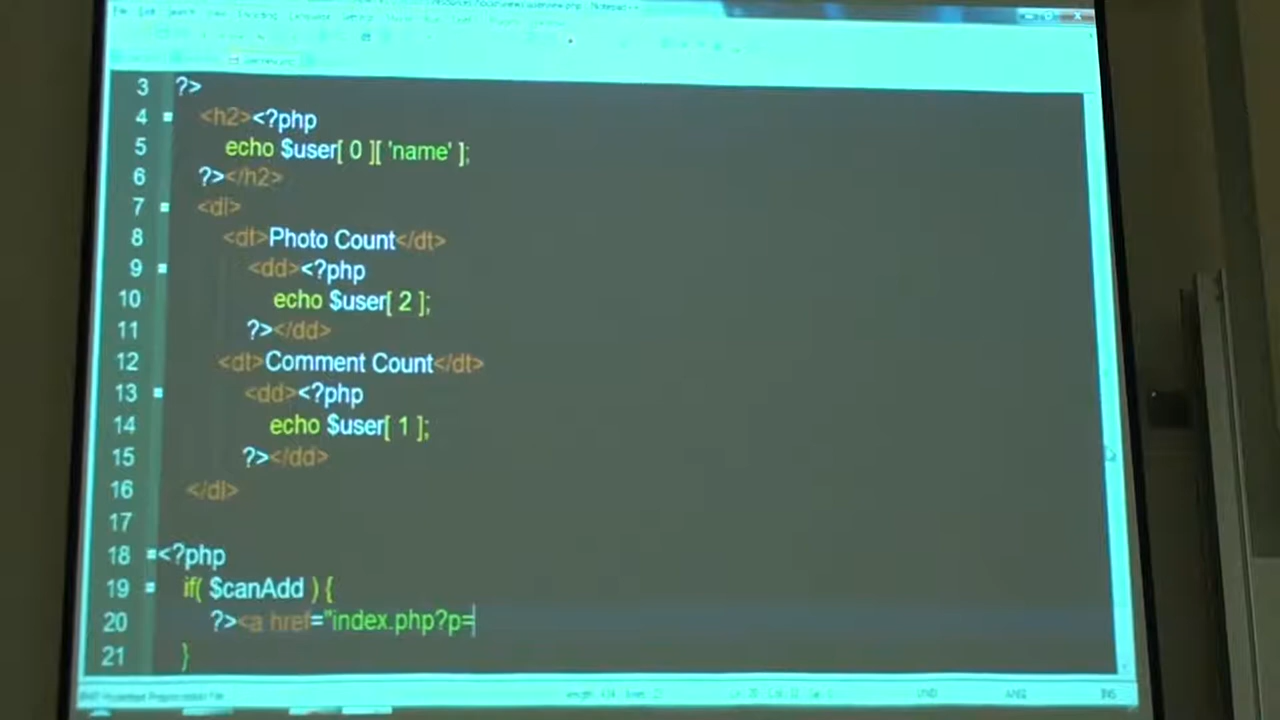 3 ?>
4 <h2><?php
5 echo $user[ 0 ][ 'name' ];
6 ?></h2>
7 <dl>
8 <dt>Photo Count</dt>
9 <dd><?php
10 echo $user[ 2 ];
11 ?></dd>
12 <dt>Comment Count</dt>
13 <dd><?php
14 echo $user[ 1 ];
15 ?></dd>
16 </dl>
17
18 <?php
19 if( $canAdd ) {
20 ?><a href="index.php?p=
21 }